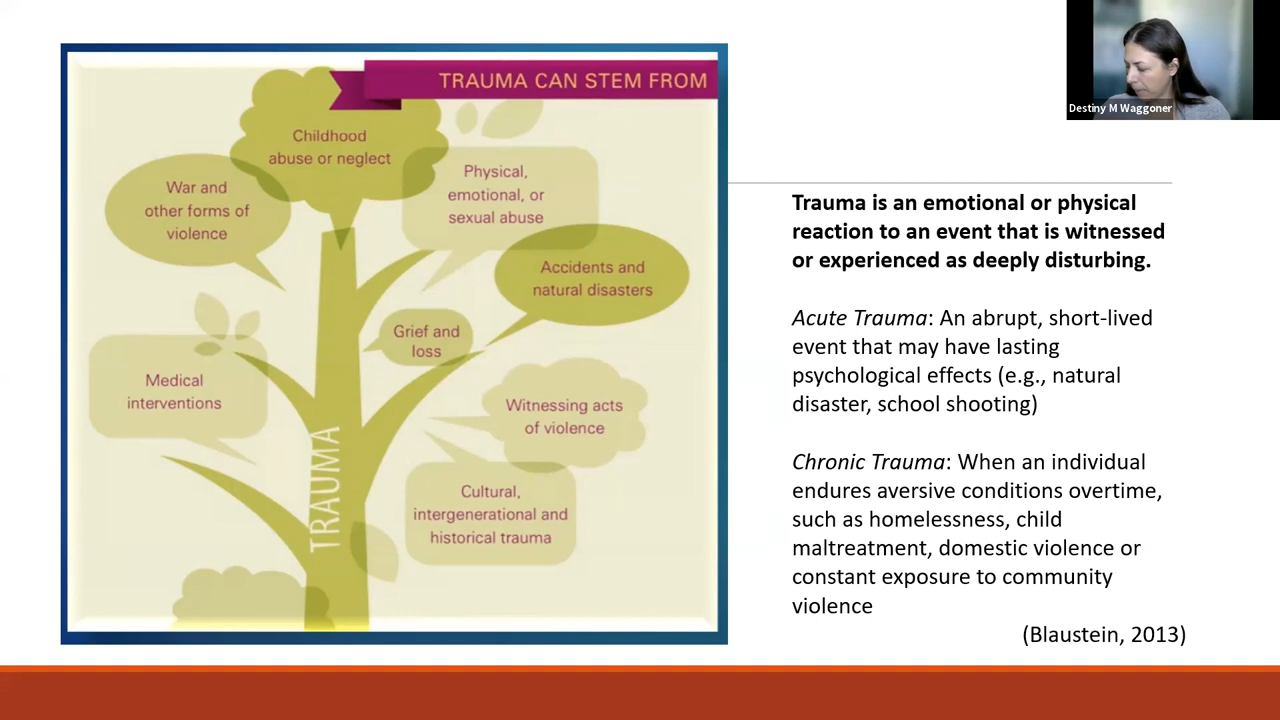 TRAUMA CAN STEM FROM
Childhood
abuse or neglect
War and
other forms of
violence
Physical,
emotional, or
sexual abuse
Accidents and
natural disasters
Grief and
loss
Medical
interventions
Witnessing acts
of violence
Cultural,
intergenerational and
historical trauma
TRAUMA
Destiny M Waggoner
Trauma is an emotional or physical
reaction to an event that is witnessed
or experienced as deeply disturbing.
Acute Trauma: An abrupt, short-lived
event that may have lasting
psychological effects (e.g., natural
disaster, school shooting)
Chronic Trauma: When an individual
endures aversive conditions overtime,
such as homelessness, child
maltreatment, domestic violence or
constant exposure to community
violence
(Blaustein, 2013)